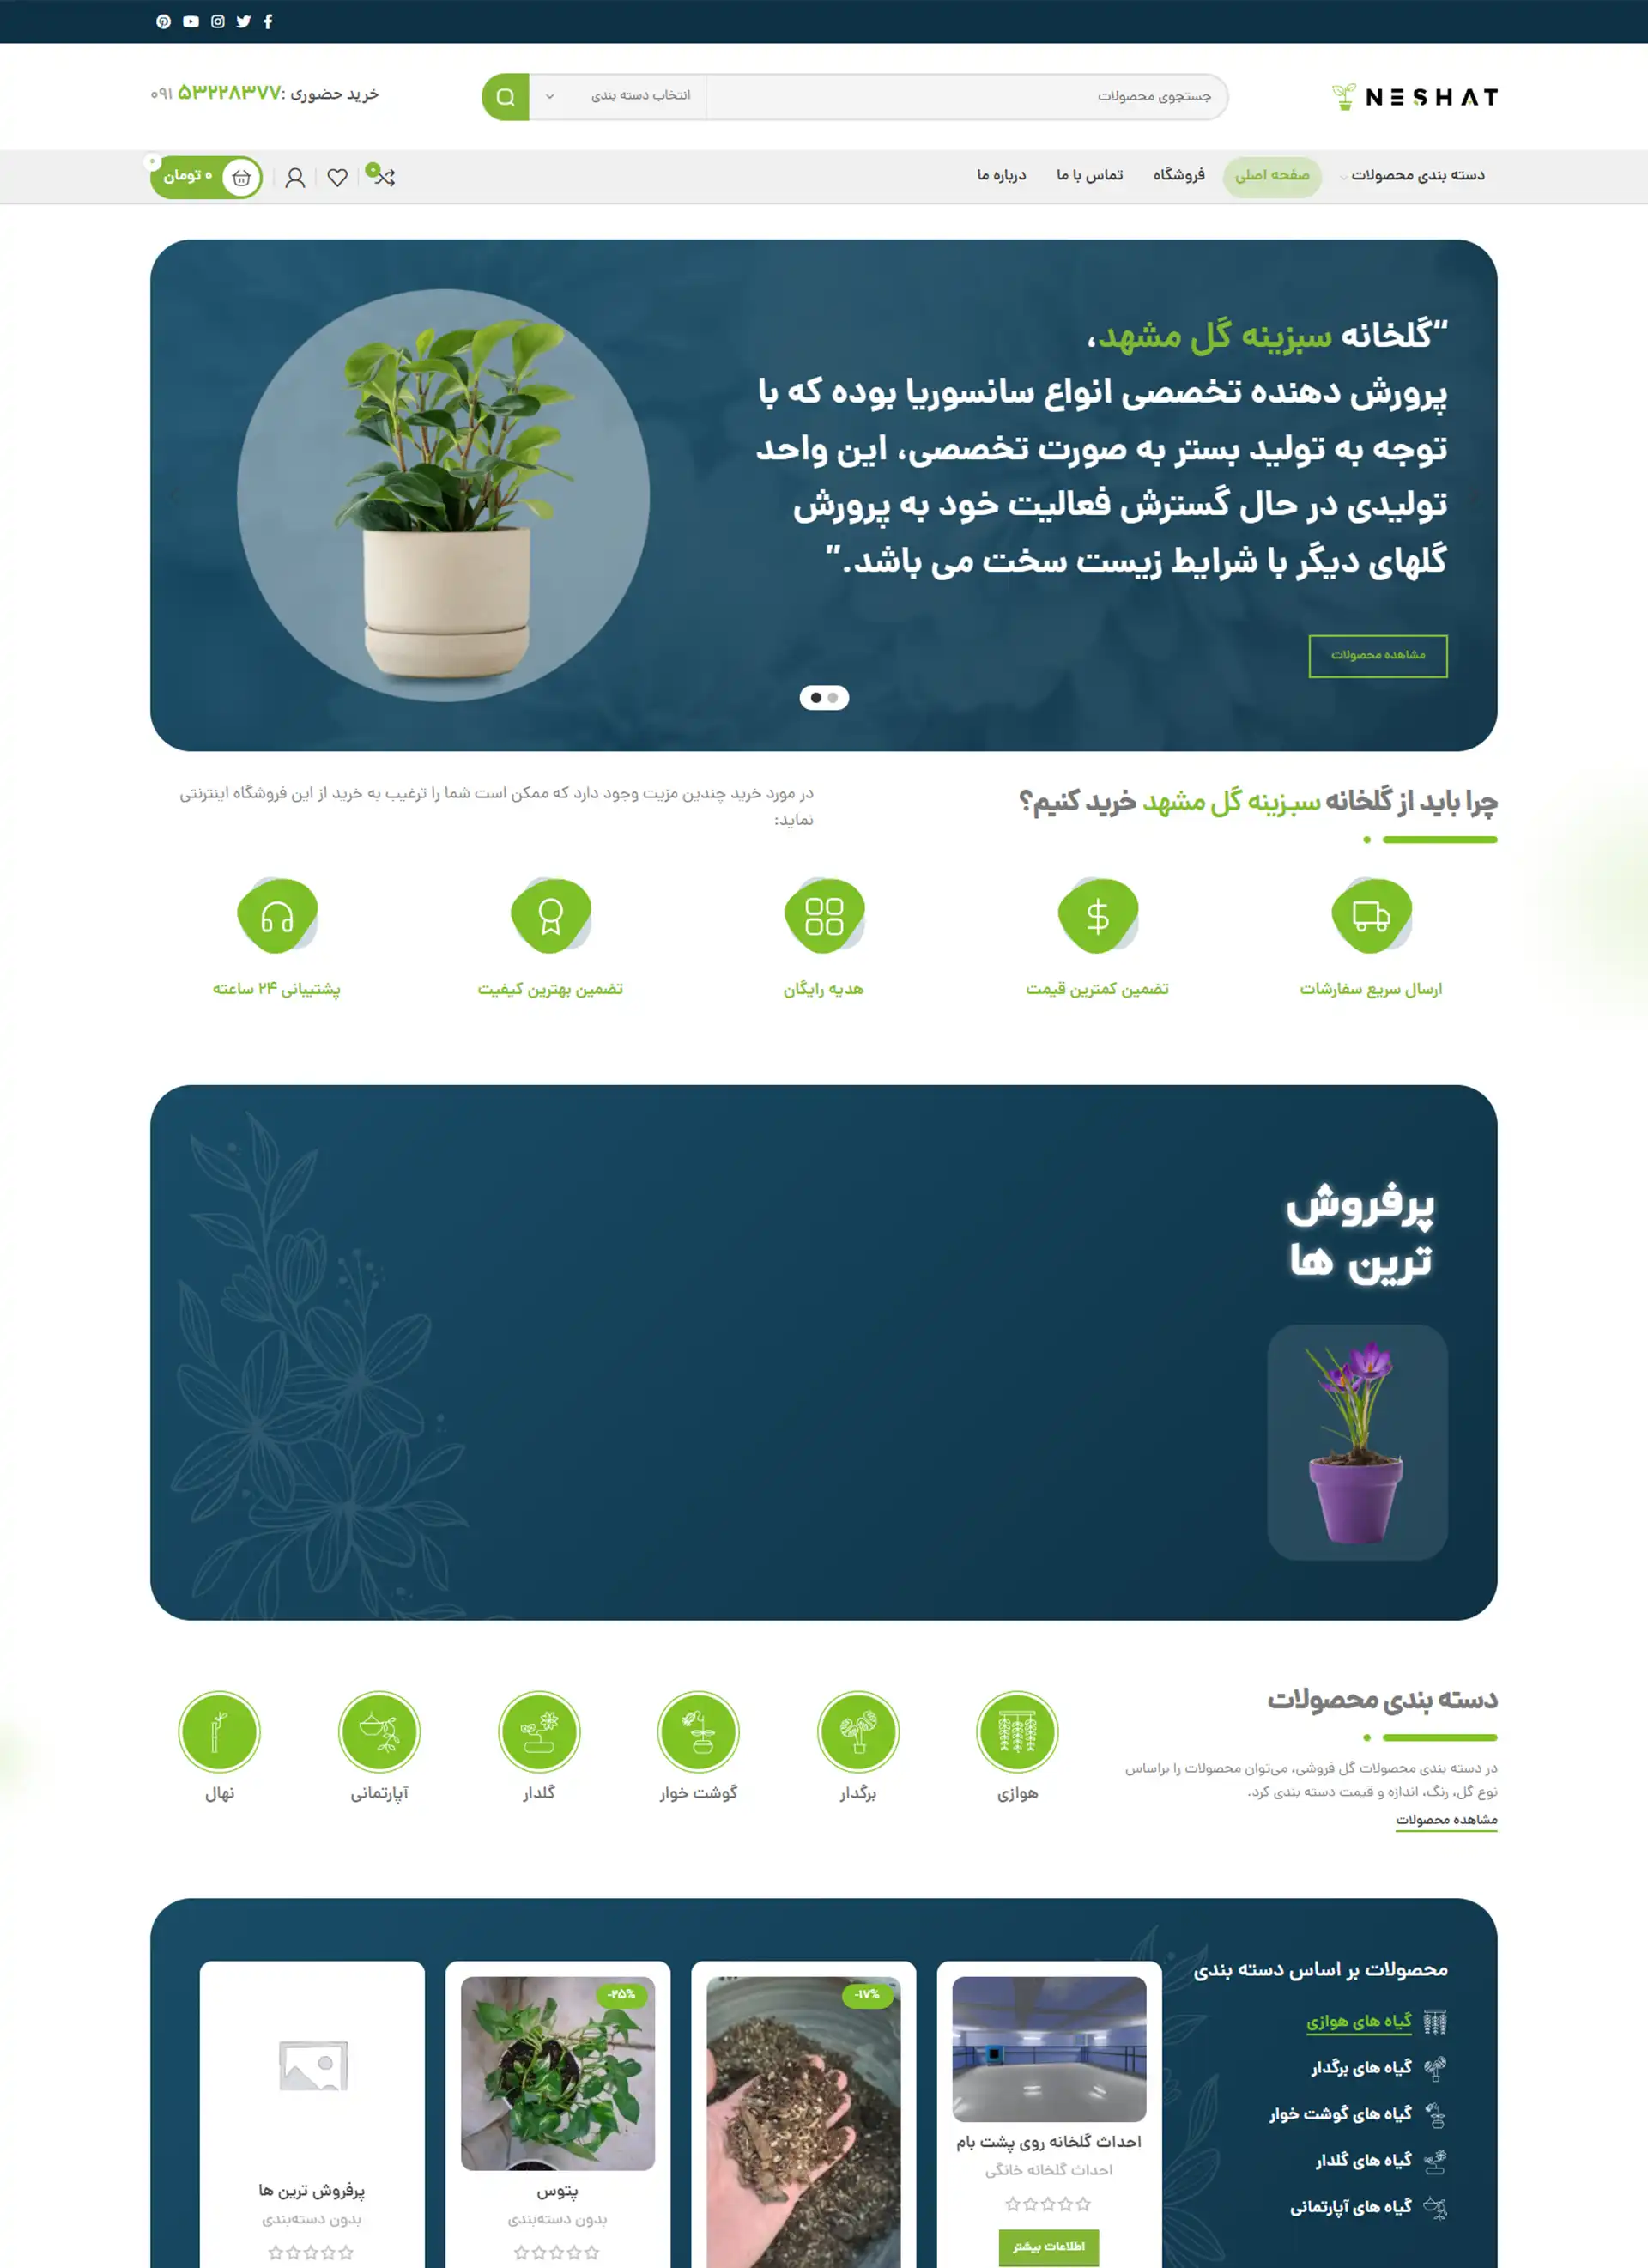 NESHAT
جستجوی محصولات
انتخاب دسته بندی
خرید حضوری: ۰۹۱۵۳۲۲۸۳۷۷
دسته بندی محصولات
صفحه اصلی
فروشگاه
تماس با ما
درباره ما
۰
۰ تومان
۰
“گلخانه سبزینه گل مشهد،
پرورش دهنده تخصصی انواع سانسوریا بوده که با
توجه به تولید بستر به صورت تخصصی، این واحد
تولیدی در حال گسترش فعالیت خود به پرورش
گلهای دیگر با شرایط زیست سخت می باشد.”
مشاهده محصولات
چرا باید از گلخانه سبزینه گل مشهد خرید کنیم؟
در مورد خرید چندین مزیت وجود دارد که ممکن است شما را ترغیب به خرید از این فروشگاه اینترنتی
نماید:
ارسال سریع سفارشات
تضمین کمترین قیمت
هدیه رایگان
تضمین بهترین کیفیت
پشتیبانی ۲۴ ساعته
پرفروش
ترین ها
دسته بندی محصولات
در دسته بندی محصولات گل فروشی، می‌توان محصولات را براساس
نوع گل، رنگ، اندازه و قیمت دسته بندی کرد.
مشاهده محصولات
هوازی
برگدار
گوشت خوار
گلدار
آپارتمانی
نهال
محصولات بر اساس دسته بندی
گیاه های هوازی
گیاه های برگدار
گیاه های گوشت خوار
گیاه های گلدار
گیاه های آپارتمانی
احداث گلخانه روی پشت بام
احداث گلخانه خانگی
اطلاعات بیشتر
-۱۷%
-۲۵%
پتوس
بدون دسته‌بندی
پرفروش ترین ها
بدون دسته‌بندی